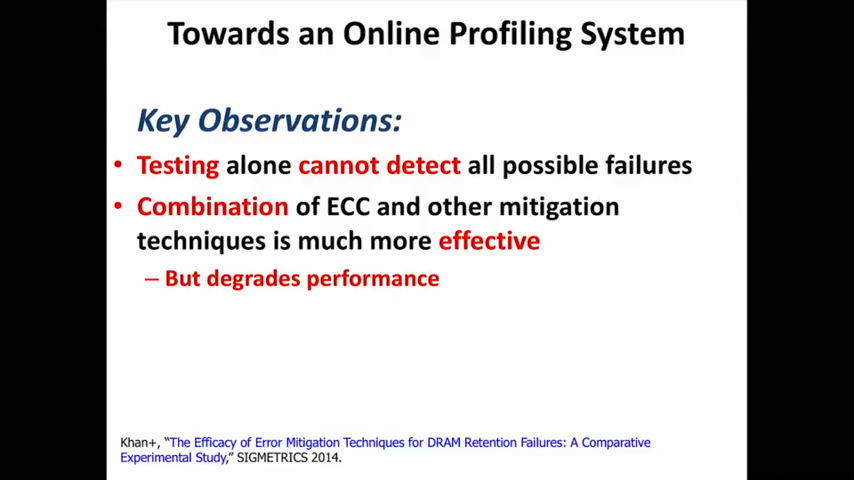 Towards an Online Profiling System
Key Observations:
• Testing alone cannot detect all possible failures
• Combination of ECC and other mitigation
techniques is much more effective
– But degrades performance
Khan+, “The Efficacy of Error Mitigation Techniques for DRAM Retention Failures: A Comparative
Experimental Study,” SIGMETRICS 2014.